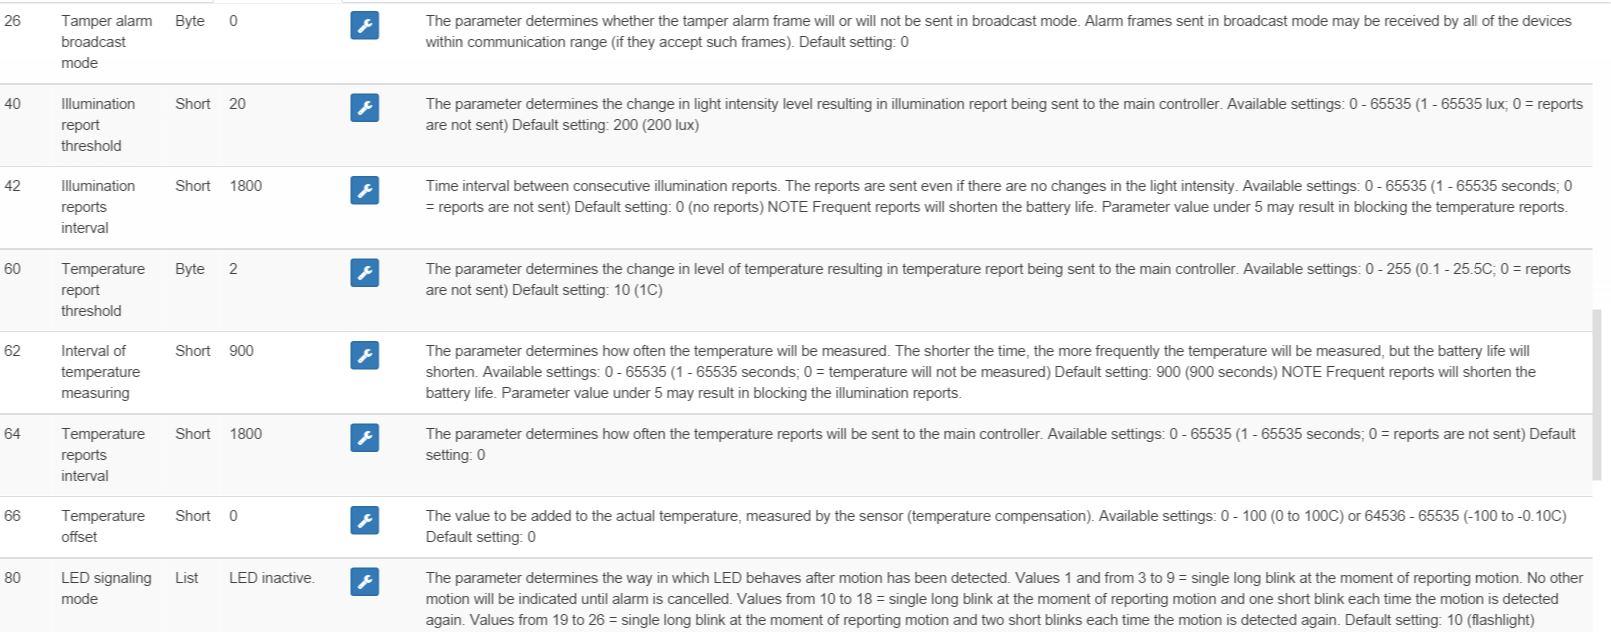 26 Tamper alarm Byte 0 The parameter determines whether the tamper alarm frame will or will not be sent in broadcast mode. Alarm frames sent in broadcast mode may be received by all of the devices
broadcast within communication range (if they accept such frames). Default setting: 0
mode
40 Illumination Short 20 The parameter determines the change in light intensity level resulting in illumination report being sent to the main controller. Available settings: 0 - 65535 (1 - 65535 lux; 0 = reports
report are not sent) Default setting: 200 (200 lux)
threshold
42 Illumination Short 1800 Time interval between consecutive illumination reports. The reports are sent even if there are no changes in the light intensity. Available settings: 0 - 65535 (1 - 65535 seconds; 0
reports = reports are not sent) Default setting: 0 (no reports) NOTE Frequent reports will shorten the battery life. Parameter value under 5 may result in blocking the temperature reports.
interval
60 Temperature Byte 2 The parameter determines the change in level of temperature resulting in temperature report being sent to the main controller. Available settings: 0 - 255 (0.1 - 25.5C; 0 = reports
report are not sent) Default setting: 10 (1C)
threshold
62 Interval of Short 900 The parameter determines how often the temperature will be measured. The shorter the time, the more frequently the temperature will be measured, but the battery life will
temperature shorten. Available settings: 0 - 65535 (1 - 65535 seconds; 0 = temperature will not be measured) Default setting: 900 (900 seconds) NOTE Frequent reports will shorten the
measuring battery life. Parameter value under 5 may result in blocking the illumination reports.
64 Temperature Short 1800 The parameter determines how often the temperature reports will be sent to the main controller. Available settings: 0 - 65535 (1 - 65535 seconds; 0 = reports are not sent) Default
reports setting: 0
interval
66 Temperature Short 0 The value to be added to the actual temperature, measured by the sensor (temperature compensation). Available settings: 0 - 100 (0 to 100C) or 64536 - 65535 (-100 to -0.10C)
offset Default setting: 0
80 LED signaling List LED inactive. The parameter determines the way in which LED behaves after motion has been detected. Values 1 and from 3 to 9 = single long blink at the moment of reporting motion. No other
mode motion will be indicated until alarm is cancelled. Values from 10 to 18 = single long blink at the moment of reporting motion and one short blink each time the motion is detected
again. Values from 19 to 26 = single long blink at the moment of reporting motion and two short blinks each time the motion is detected again. Default setting: 10 (flashlight)